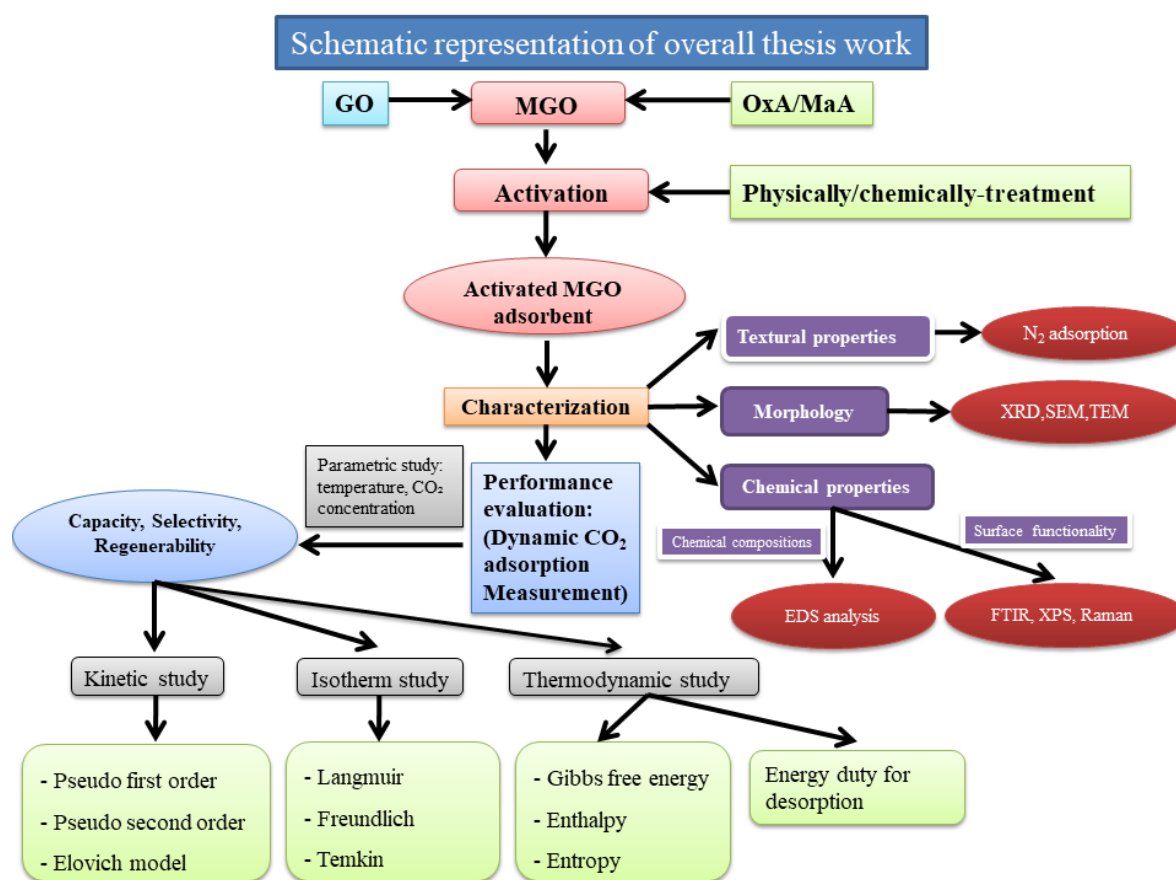 Schematic representation of overall thesis work
GO
MGO
OxA/MaA
Activation
Physically/chemically-treatment
Activated MGO
adsorbent
Textural properties
N₂ adsorption
Characterization
Morphology
XRD,SEM,TEM
Parametric study:
temperature, CO₂
concentration
Performance
evaluation:
(Dynamic CO₂
adsorption
Measurement)
Chemical properties
Capacity, Selectivity,
Regenerability
Chemical compositions
Surface functionality
EDS analysis
FTIR, XPS, Raman
Kinetic study
Isotherm study
Thermodynamic study
- Pseudo first order
- Pseudo second order
- Elovich model
- Langmuir
- Freundlich
- Temkin
- Gibbs free energy
- Enthalpy
- Entropy
Energy duty for
desorption